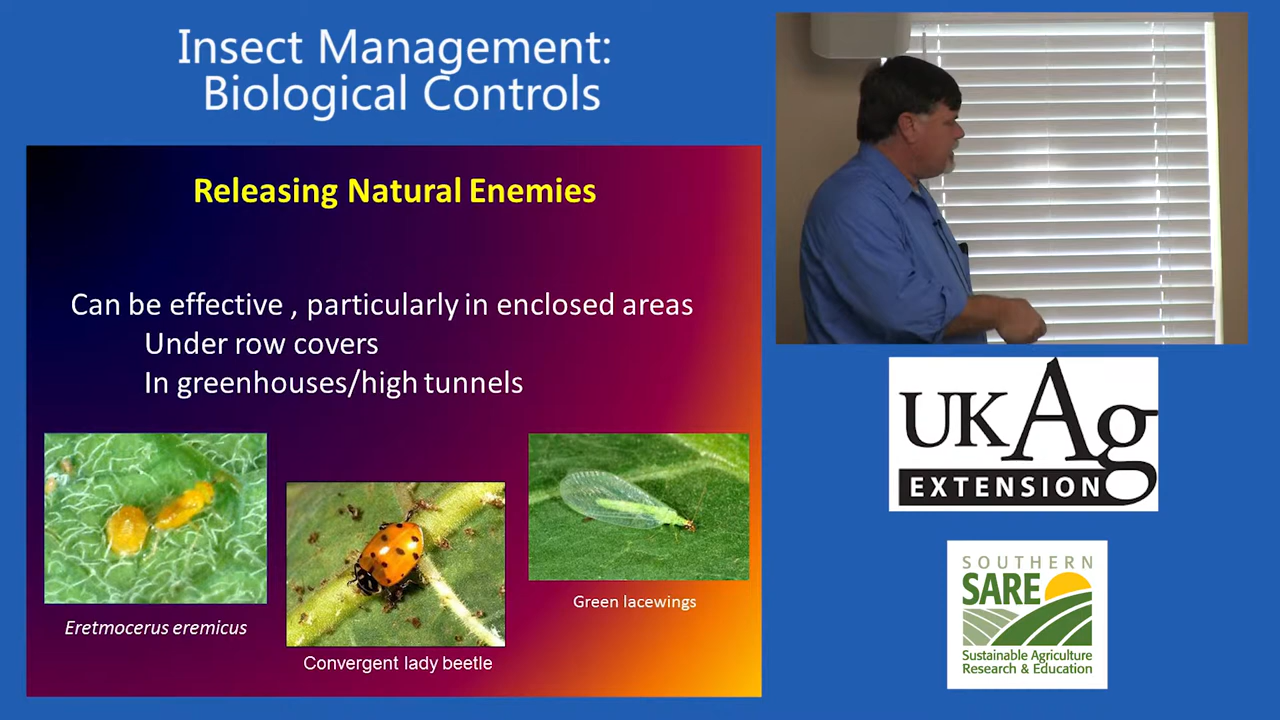 Insect Management:
Biological Controls
Releasing Natural Enemies
Can be effective , particularly in enclosed areas
Under row covers
In greenhouses/high tunnels
Eretmocerus eremicus
Convergent lady beetle
Green lacewings
UKAg
EXTENSION
SOUTHERN
SARE
Sustainable Agriculture
Research & Education